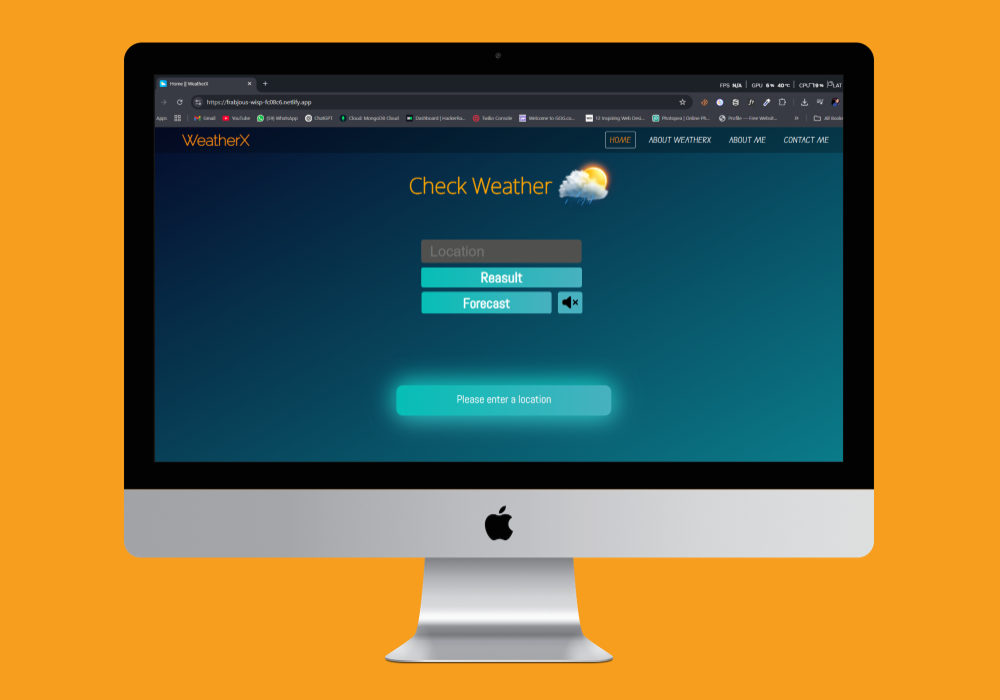 Home || WeatherX
FPS N/A GPU 6% 40°C CPU 19% LAT
https://frabjous-wisp-fc08c6.netlify.app
Apps Gmail YouTube (59) WhatsApp ChatGPT Cloud: MongoDB Cloud Dashboard | HackerRa... Twilio Console Welcome to GOG.co... 12 Inspiring Web Desi... Photopea | Online Ph... Profile — Free Websit... All Book
WeatherX
HOME ABOUT WEATHERX ABOUT ME CONTACT ME
Check Weather
Location
Reasult
Forecast
Please enter a location